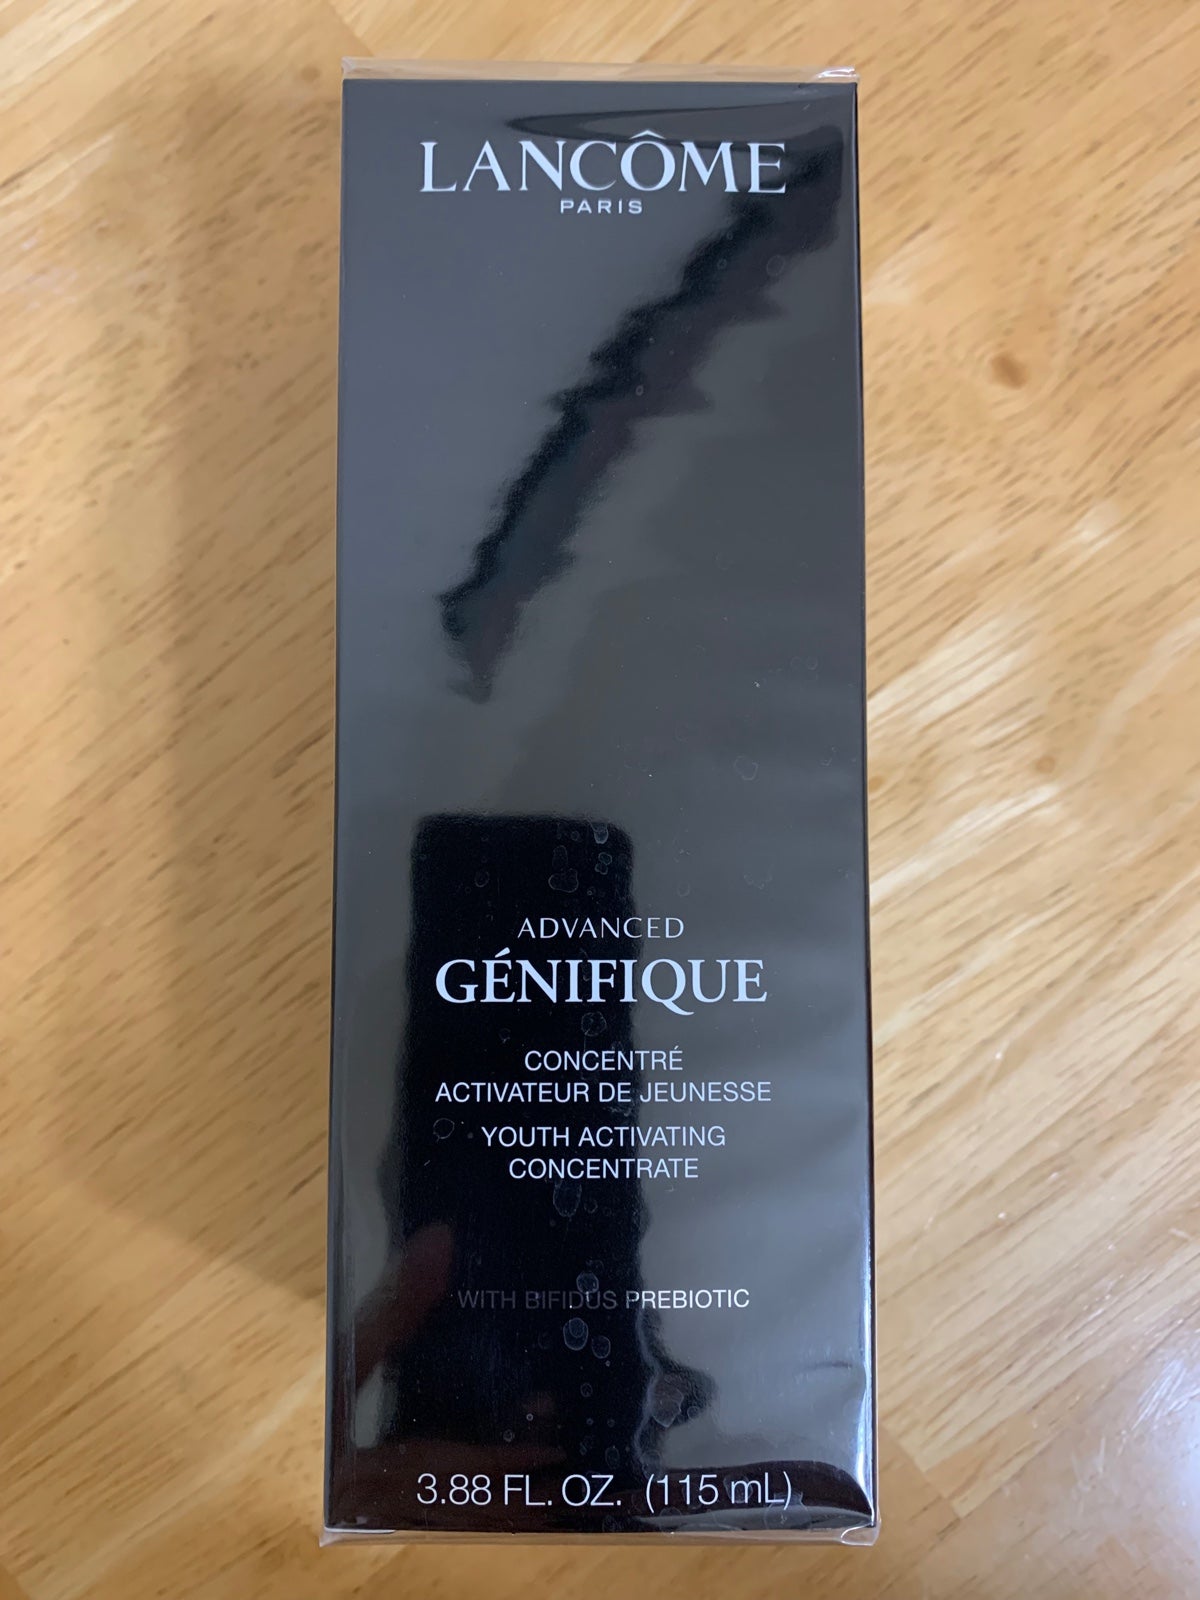 LANCÔME
PARIS
ADVANCED
GÉNIFIQUE
CONCENTRÉ
ACTIVATEUR DE JEUNESSE
YOUTH ACTIVATING
CONCENTRATE
WITH BIFIDUS PREBIOTIC
3.88 FL. OZ. (115 mL)